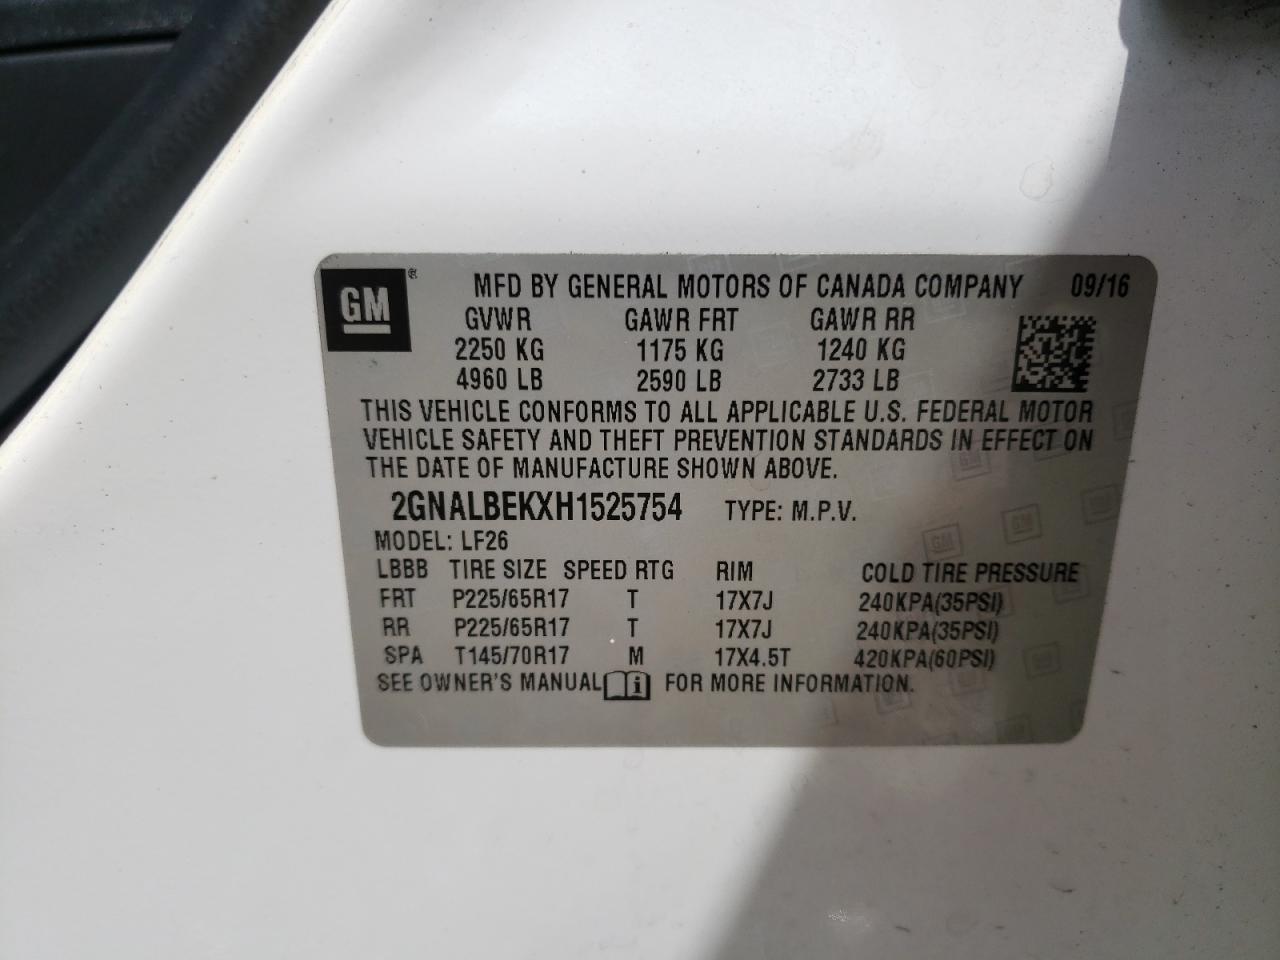 GM ®
MFD BY GENERAL MOTORS OF CANADA COMPANY 09/16
GVWR GAWR FRT GAWR RR
2250 KG 1175 KG 1240 KG
4960 LB 2590 LB 2733 LB
THIS VEHICLE CONFORMS TO ALL APPLICABLE U.S. FEDERAL MOTOR
VEHICLE SAFETY AND THEFT PREVENTION STANDARDS IN EFFECT ON
THE DATE OF MANUFACTURE SHOWN ABOVE.
2GNALBEKXH1525754 TYPE: M.P.V.
MODEL: LF26
LBBB TIRE SIZE SPEED RTG RIM COLD TIRE PRESSURE
FRT P225/65R17 T 17X7J 240KPA(35PSI)
RR P225/65R17 T 17X7J 240KPA(35PSI)
SPA T145/70R17 M 17X4.5T 420KPA(60PSI)
SEE OWNER'S MANUAL i FOR MORE INFORMATION.